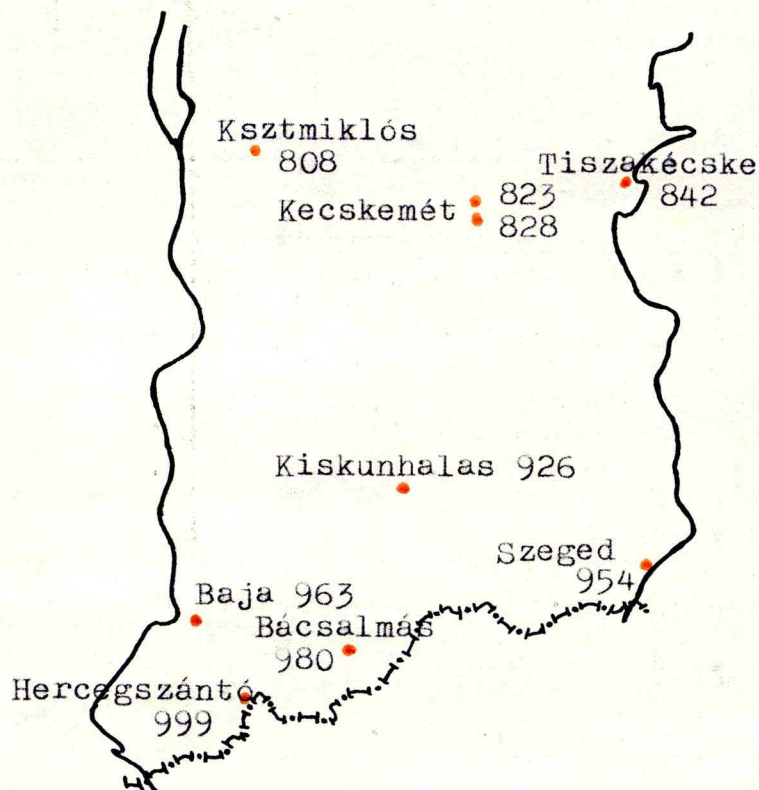 Ksztmiklós
808
Tiszakécske
842
Kecskemét 823
828
Kiskunhalas 926
Szeged
954
Baja 963
Bácsalmás
980
Hercegszántó
999